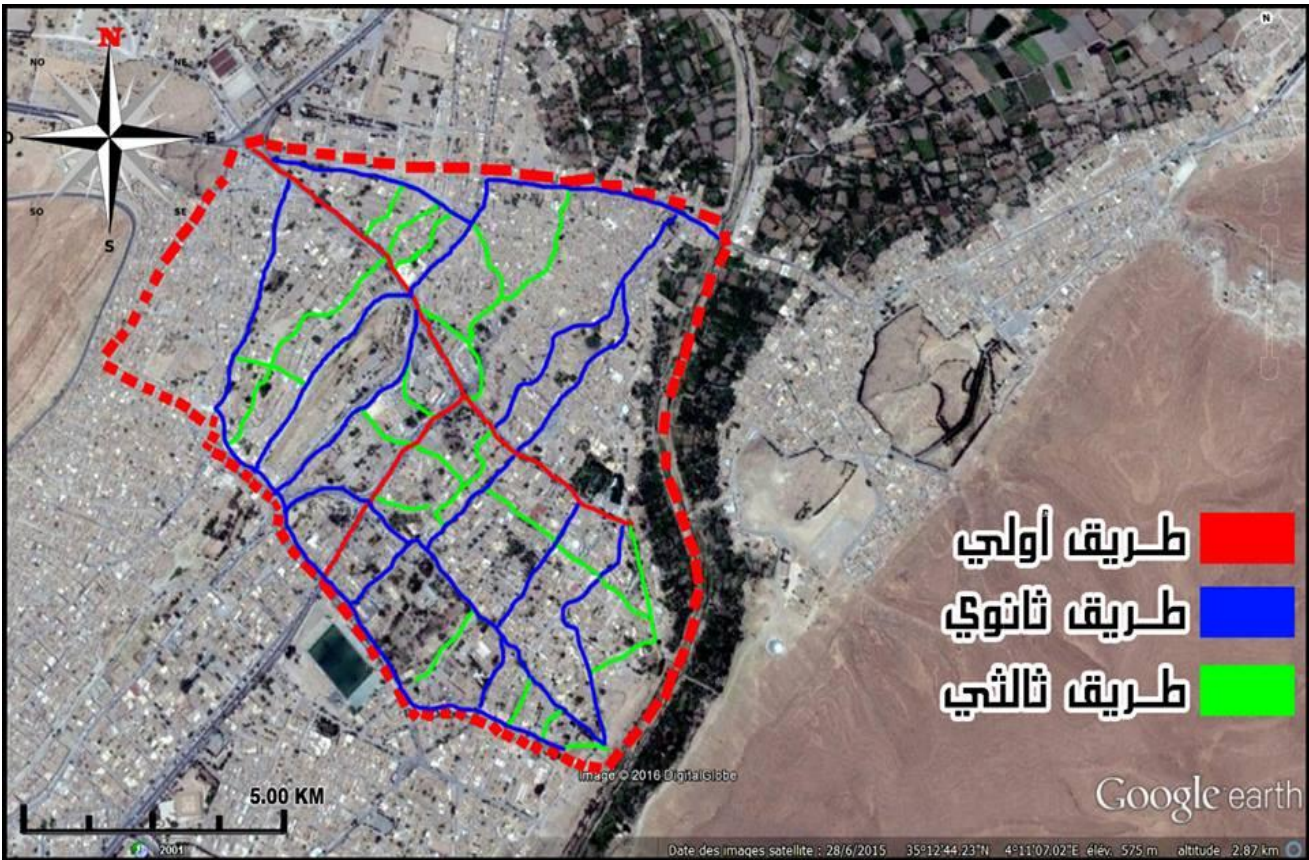 N
N
NO
NE
O
E
SO
SE
S
طريق أولي
طريق ثانوي
طريق ثالثي
Image © 2016 DigitalGlobe
5.00 KM
Google earth
2001
Date des images satellite : 28/6/2015 35°12'44.23"N 4°11'07.02"E élév. 575 m altitude 2.87 km